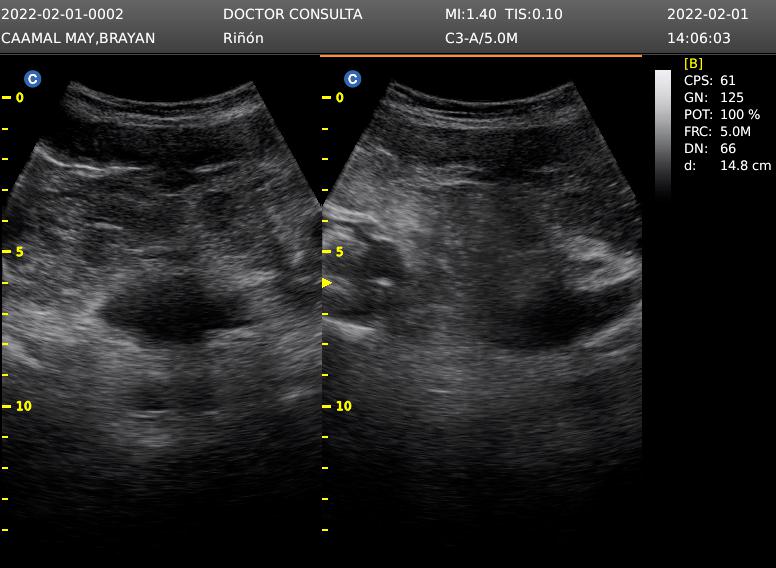 2022-02-01-0002 DOCTOR CONSULTA MI:1.40 TIS:0.10 2022-02-01
CAAMAL MAY,BRAYAN Riñón C3-A/5.0M 14:06:03
[B]
CPS: 61
GN: 125
POT: 100 %
FRC: 5.0M
DN: 66
d: 14.8 cm
C C
0 0
5 5
10 10